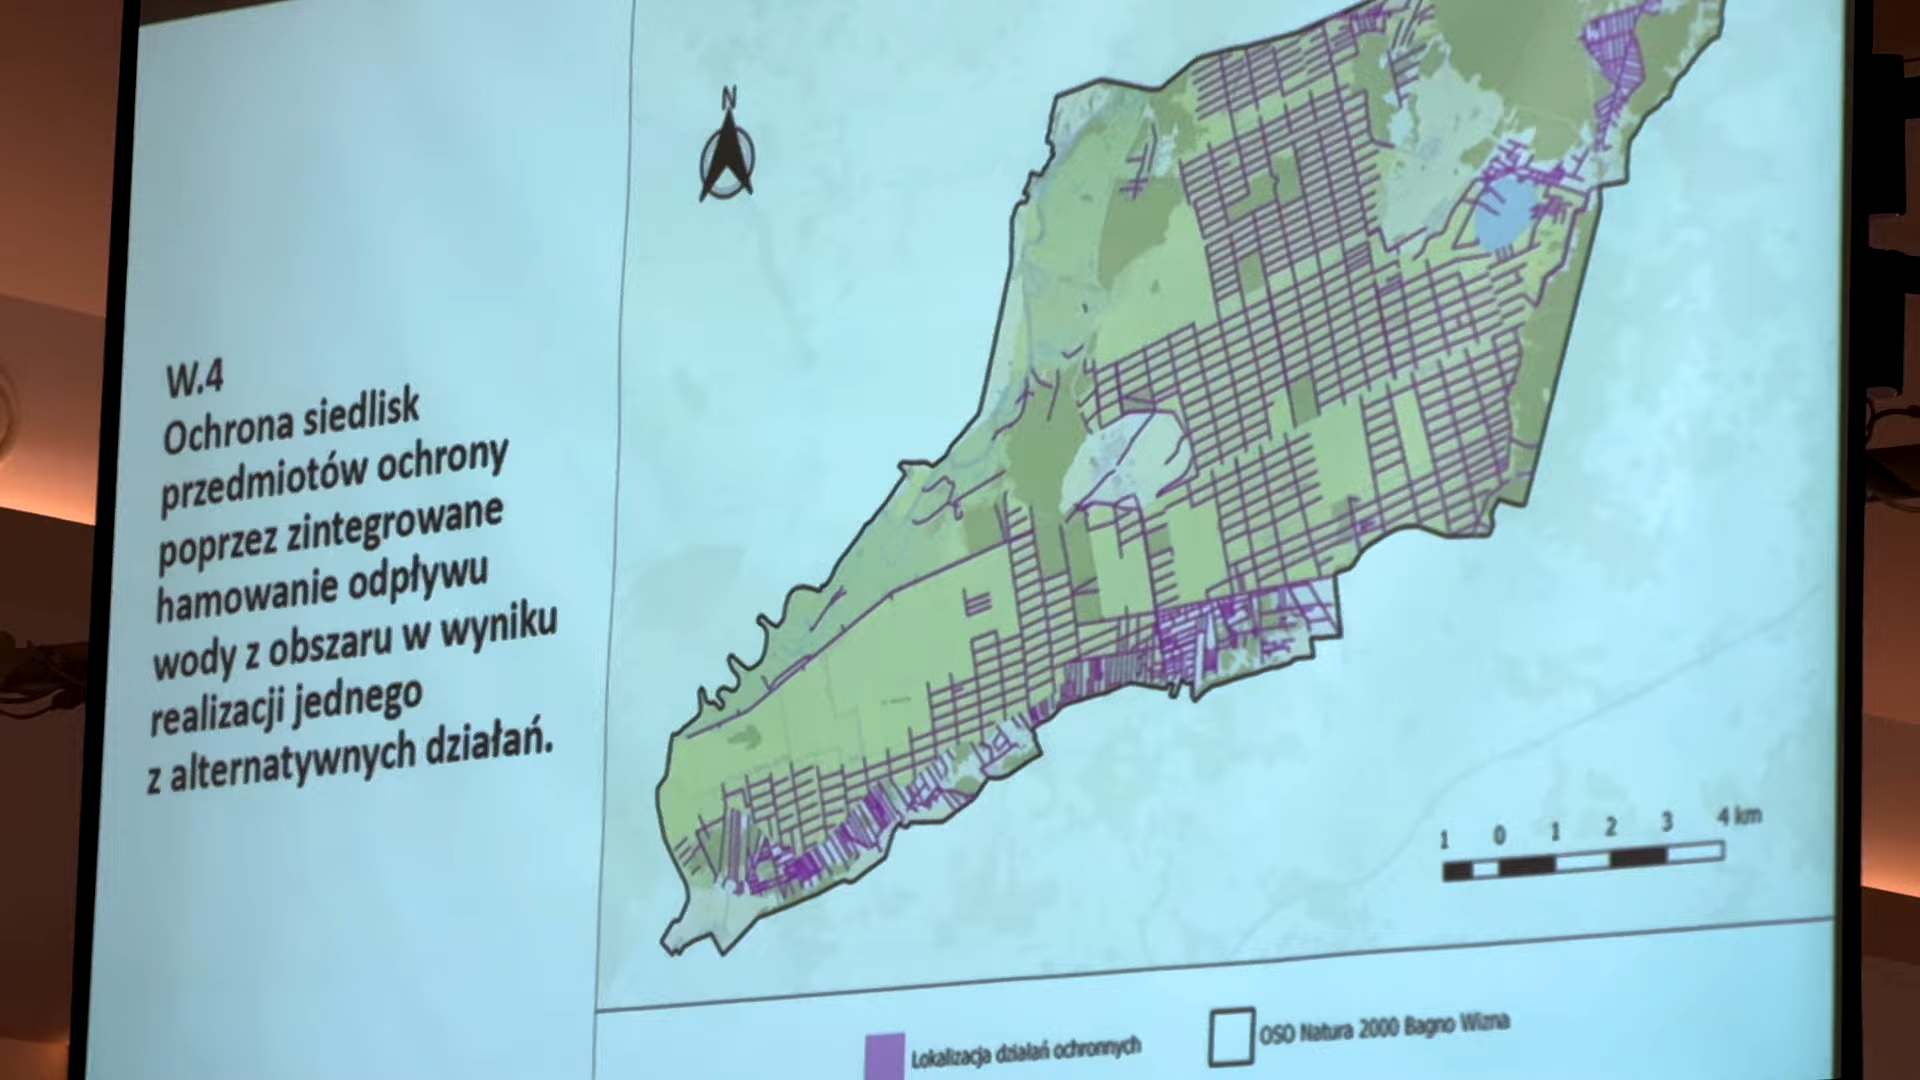 W.4
Ochrona siedlisk
przedmiotów ochrony
poprzez zintegrowane
hamowanie odpływu
wody z obszaru w wyniku
realizacji jednego
z alternatywnych działań.
N
1 0 1 2 3 4 km
Lokalizacja działań ochronnych
OSO Natura 2000 Bagno Wizna